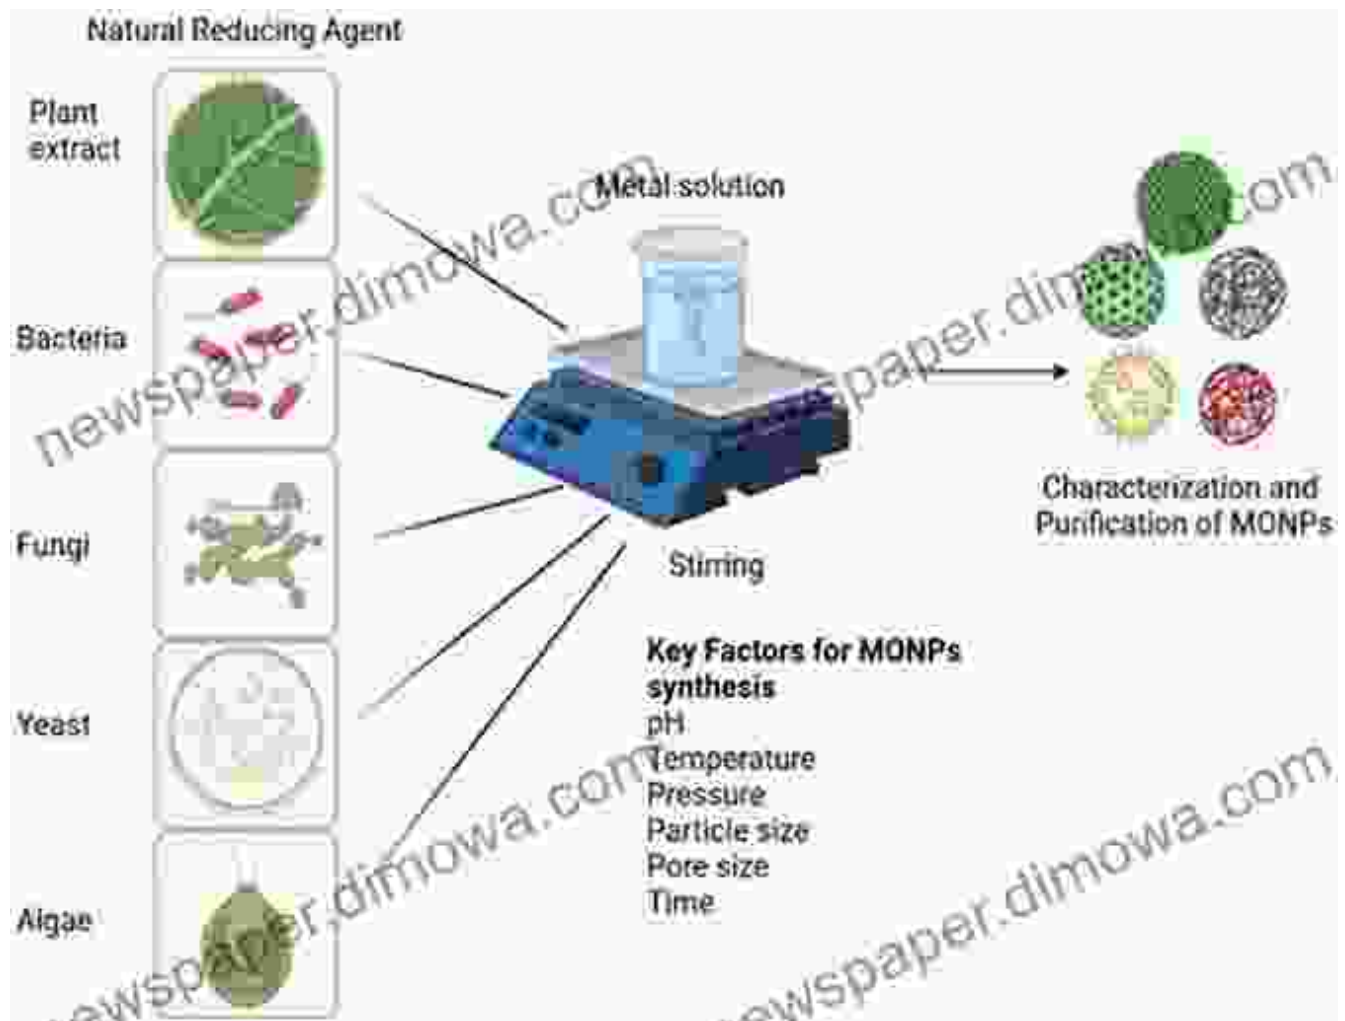 Natural Reducing Agent
Plant
extract
Bacteria
Fungi
Yeast
Algae
Metal solution
Stirring
Key Factors for MONPs
synthesis
pH
Temperature
Pressure
Particle size
Pore size
Time
Characterization and
Purification of MONPs
newspaper.dimowa.com
newspaper.dimowa.com
newspaper.dimowa.com
newspaper.dimowa.com